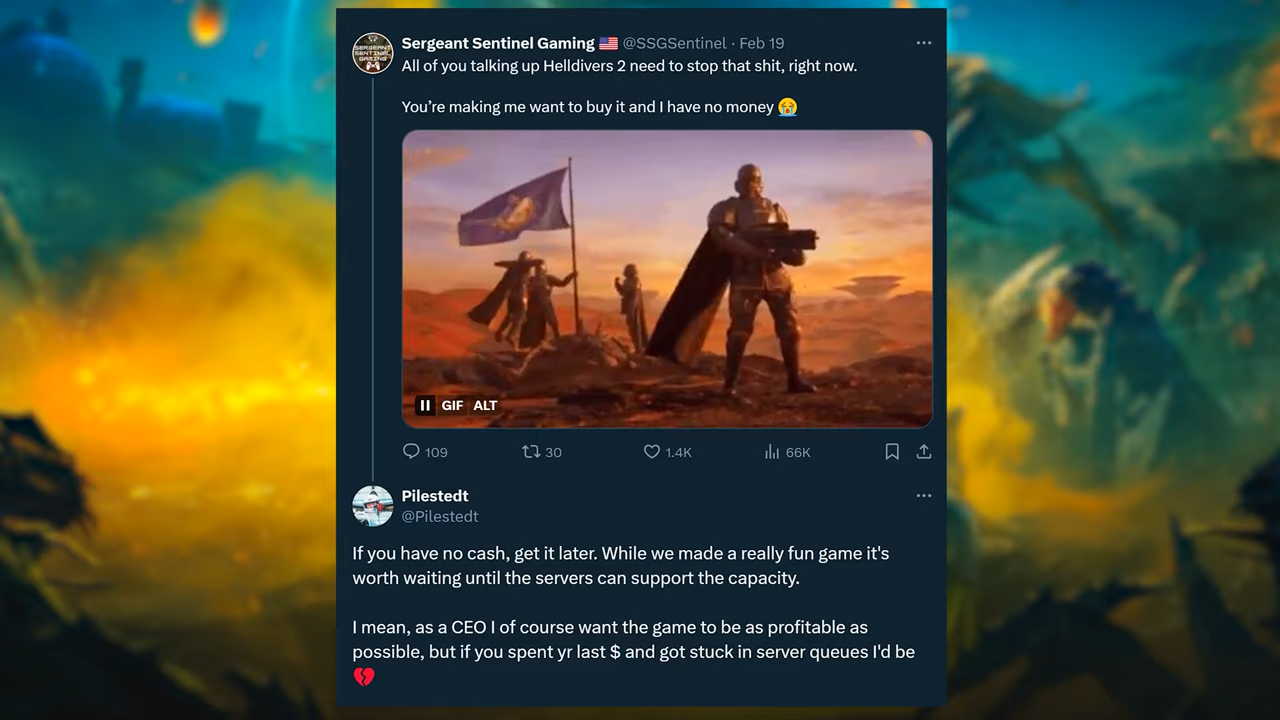 Sergeant Sentinel Gaming 🇺🇸 @SSGSentinel · Feb 19
All of you talking up Helldivers 2 need to stop that shit, right now.
You’re making me want to buy it and I have no money 😭
GIF ALT
109 30 1.4K 66K
Pilestedt
@Pilestedt
If you have no cash, get it later. While we made a really fun game it's
worth waiting until the servers can support the capacity.
I mean, as a CEO I of course want the game to be as profitable as
possible, but if you spent yr last $ and got stuck in server queues I'd be
💔